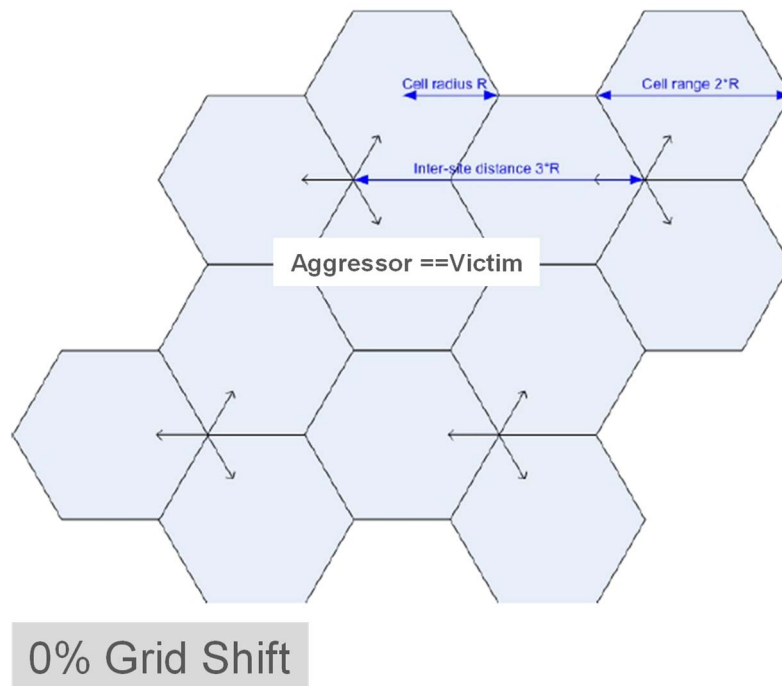 Cell radius R
Cell range 2*R
Inter-site distance 3*R
Aggressor ==Victim
0% Grid Shift